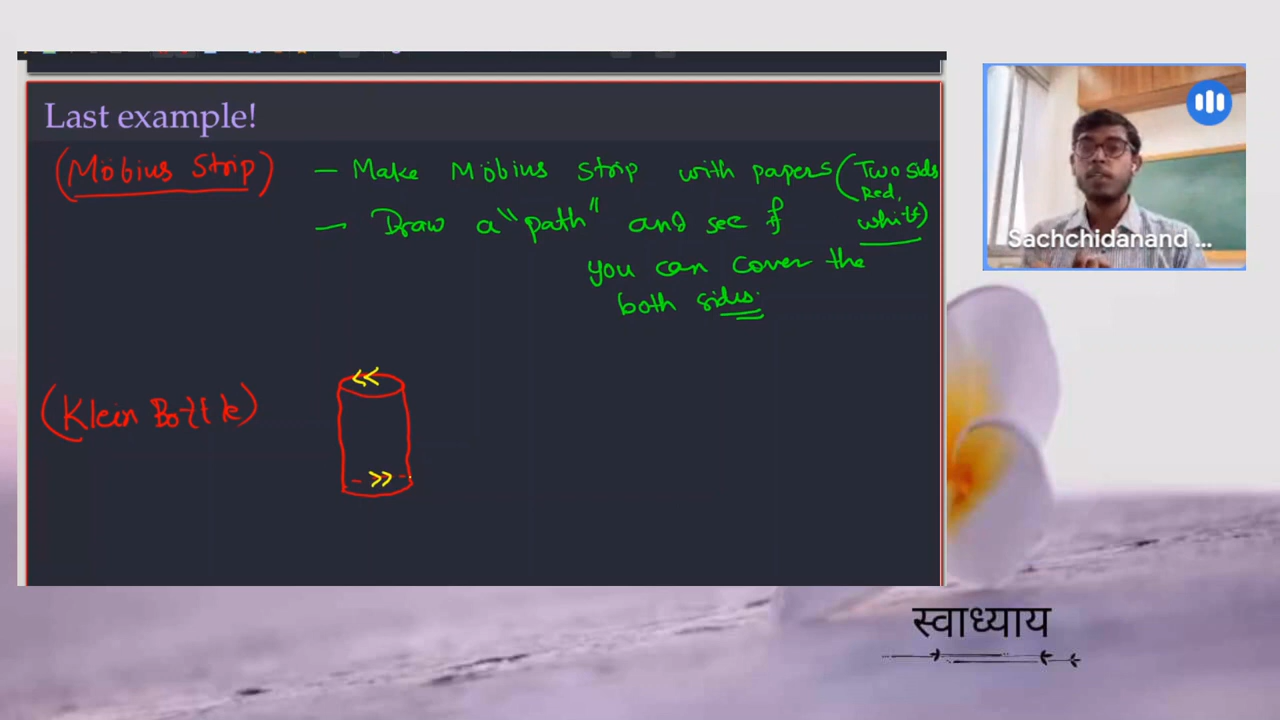 Last example!
(Möbius Strip)
— Make Möbius Strip with papers (Two sids
Red,
— Draw a "path" and see if white)
you can cover the
both sides.
(Klein Bottle)
<< 
>>
Sachchidanand ...
स्वाध्याय